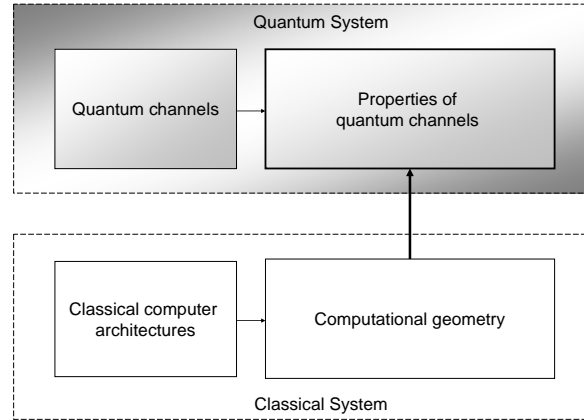 Quantum System
Quantum channels
Properties of
quantum channels
Classical computer
architectures
Computational geometry
Classical System